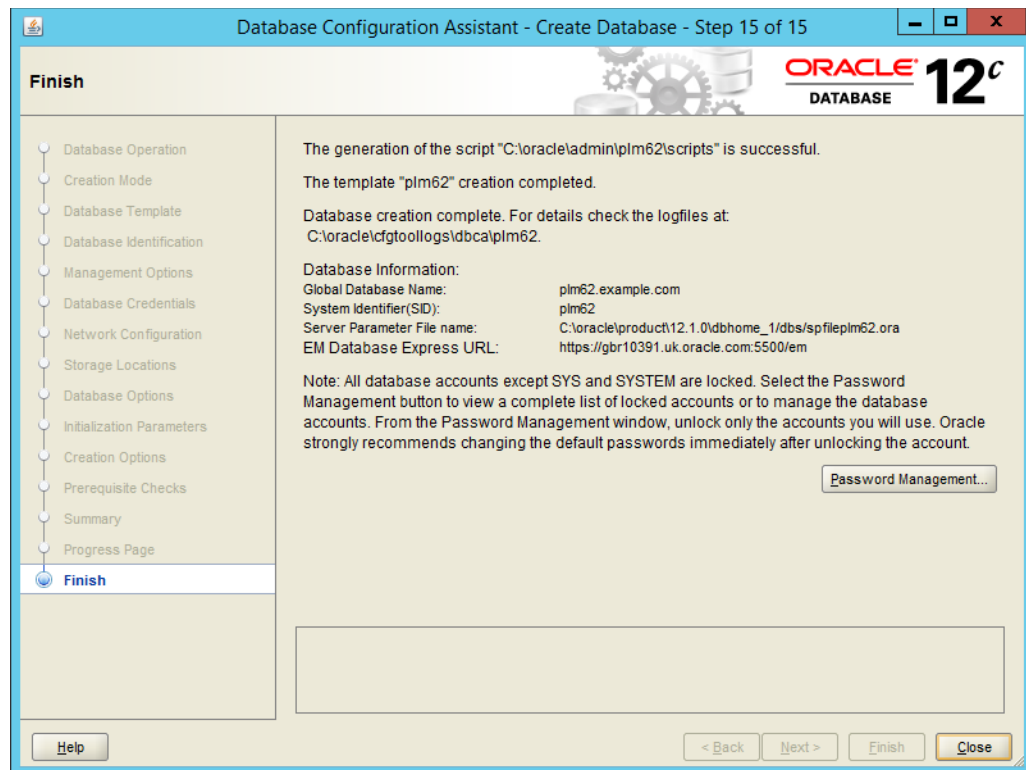 Database Configuration Assistant - Create Database - Step 15 of 15
Finish
ORACLE
DATABASE
12c
Database Operation
Creation Mode
Database Template
Database Identification
Management Options
Database Credentials
Network Configuration
Storage Locations
Database Options
Initialization Parameters
Creation Options
Prerequisite Checks
Summary
Progress Page
Finish
The generation of the script "C:\oracle\admin\plm62\scripts" is successful.
The template "plm62" creation completed.
Database creation complete. For details check the logfiles at:
C:\oracle\cfgtoollogs\dbca\plm62.
Database Information:
Global Database Name: plm62.example.com
System Identifier(SID): plm62
Server Parameter File name: C:\oracle\product\12.1.0\dbhome_1/dbs/spfileplm62.ora
EM Database Express URL: https://gbr10391.uk.oracle.com:5500/em
Note: All database accounts except SYS and SYSTEM are locked. Select the Password
Management button to view a complete list of locked accounts or to manage the database
accounts. From the Password Management window, unlock only the accounts you will use. Oracle
strongly recommends changing the default passwords immediately after unlocking the account.
Password Management...
Help
< Back
Next >
Finish
Close